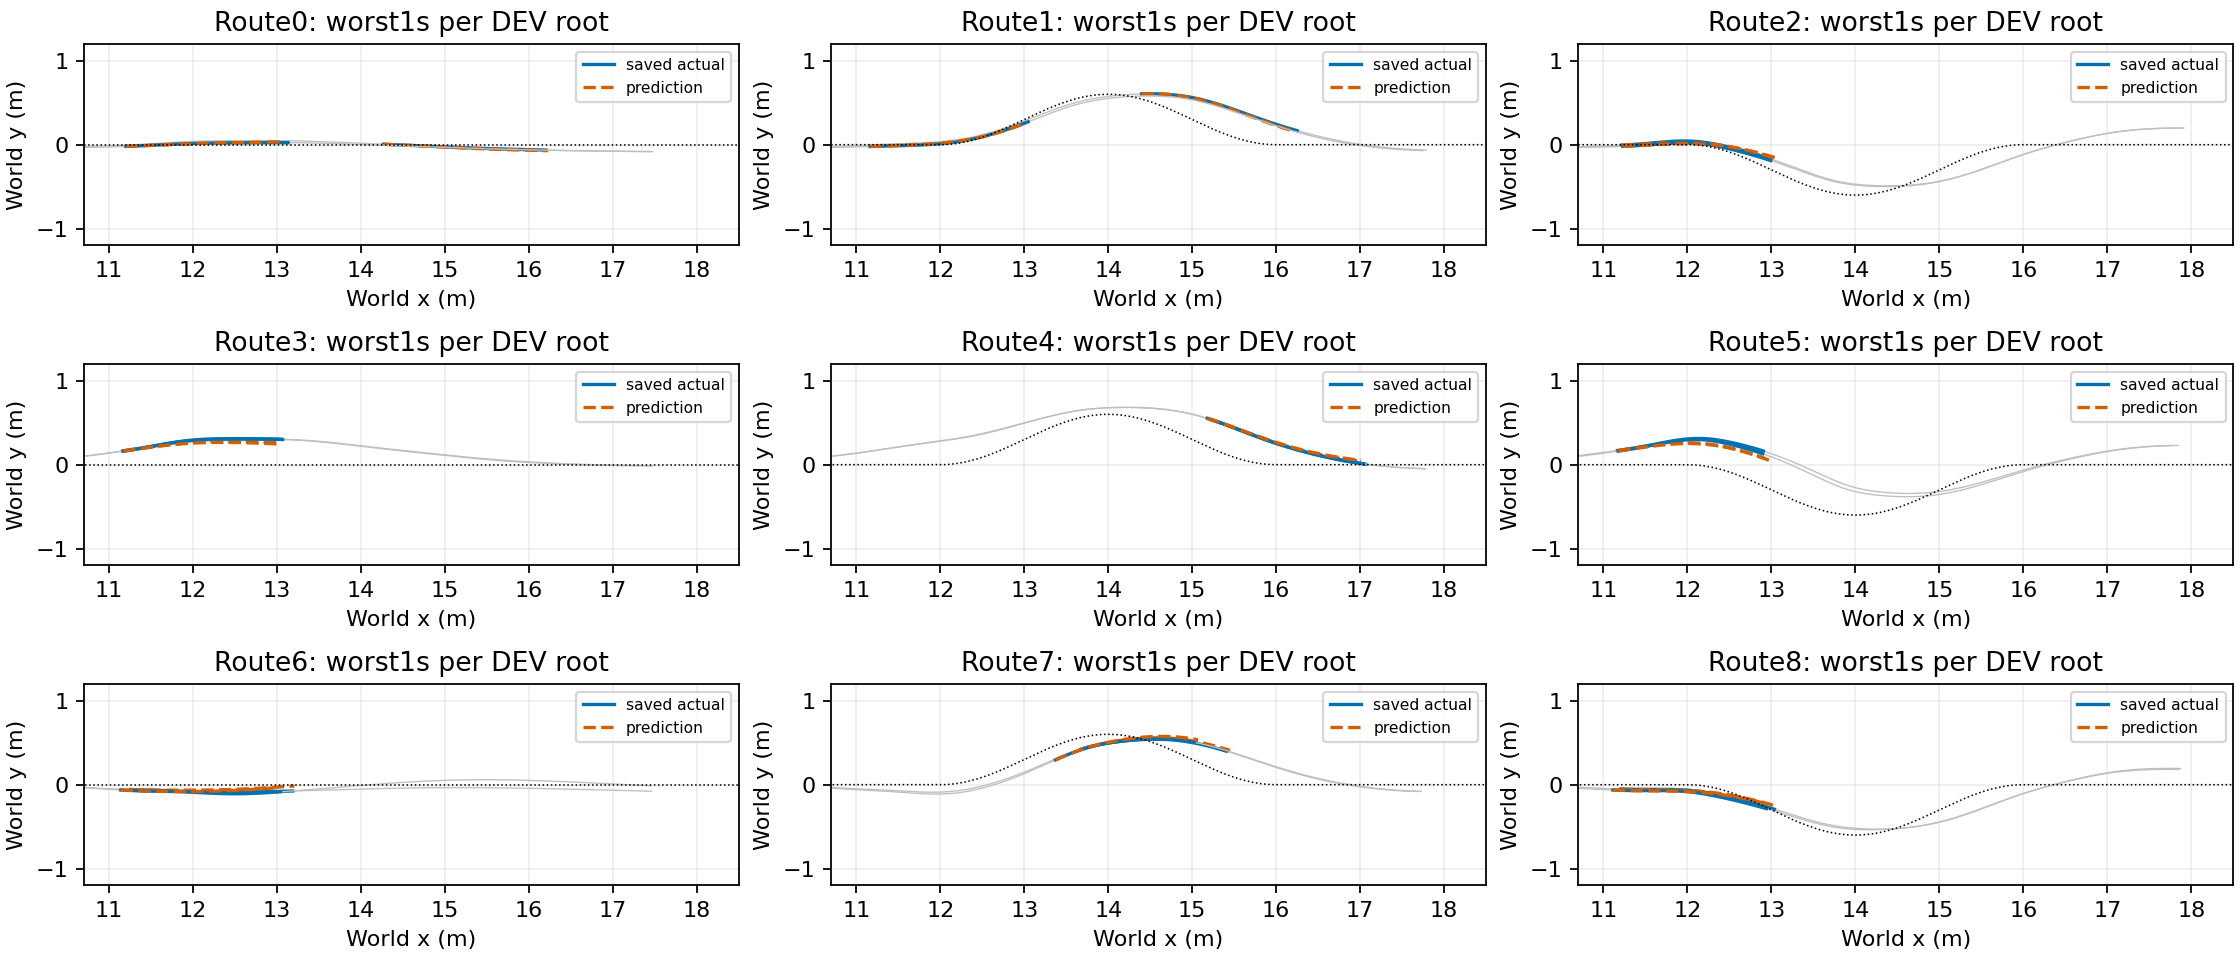 Route0: worst1s per DEV root
World y (m)
1
0
−1
saved actual
prediction
11 12 13 14 15 16 17 18
World x (m)
Route1: worst1s per DEV root
World y (m)
1
0
−1
saved actual
prediction
11 12 13 14 15 16 17 18
World x (m)
Route2: worst1s per DEV root
World y (m)
1
0
−1
saved actual
prediction
11 12 13 14 15 16 17 18
World x (m)
Route3: worst1s per DEV root
World y (m)
1
0
−1
saved actual
prediction
11 12 13 14 15 16 17 18
World x (m)
Route4: worst1s per DEV root
World y (m)
1
0
−1
saved actual
prediction
11 12 13 14 15 16 17 18
World x (m)
Route5: worst1s per DEV root
World y (m)
1
0
−1
saved actual
prediction
11 12 13 14 15 16 17 18
World x (m)
Route6: worst1s per DEV root
World y (m)
1
0
−1
saved actual
prediction
11 12 13 14 15 16 17 18
World x (m)
Route7: worst1s per DEV root
World y (m)
1
0
−1
saved actual
prediction
11 12 13 14 15 16 17 18
World x (m)
Route8: worst1s per DEV root
World y (m)
1
0
−1
saved actual
prediction
11 12 13 14 15 16 17 18
World x (m)